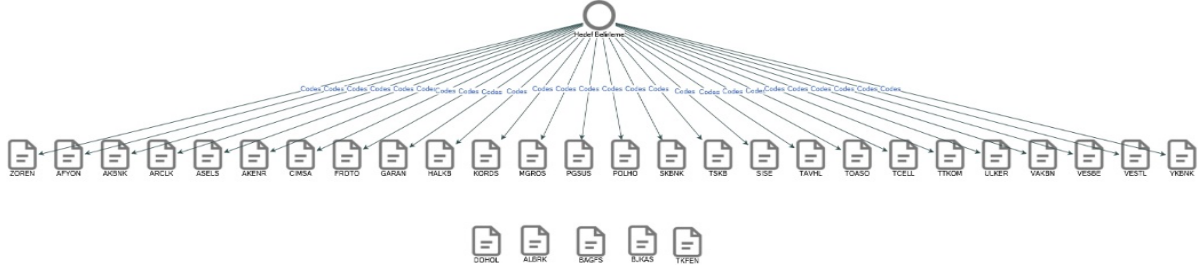 Hedef Belirleme
Codes Codes Codes Codes Codes Codes Codes Codes Codes Codes Codes Codes Codes Codes Codes Codes Codes Codes Codes Codes Codes Codes Codes Codes Codes
ZOREN AFYON AKBNK ARCLK ASELS AKENR CIMSA FROTO GARAN HALKB KORDS MGROS PGSUS POLHO SKBNK TSKB SISE TAVHL TOASO TCELL TTKOM ULKER VAKBN VESBE VESTL YKBNK
DOHOL ALBRK BAGFS BJKAS TKFEN